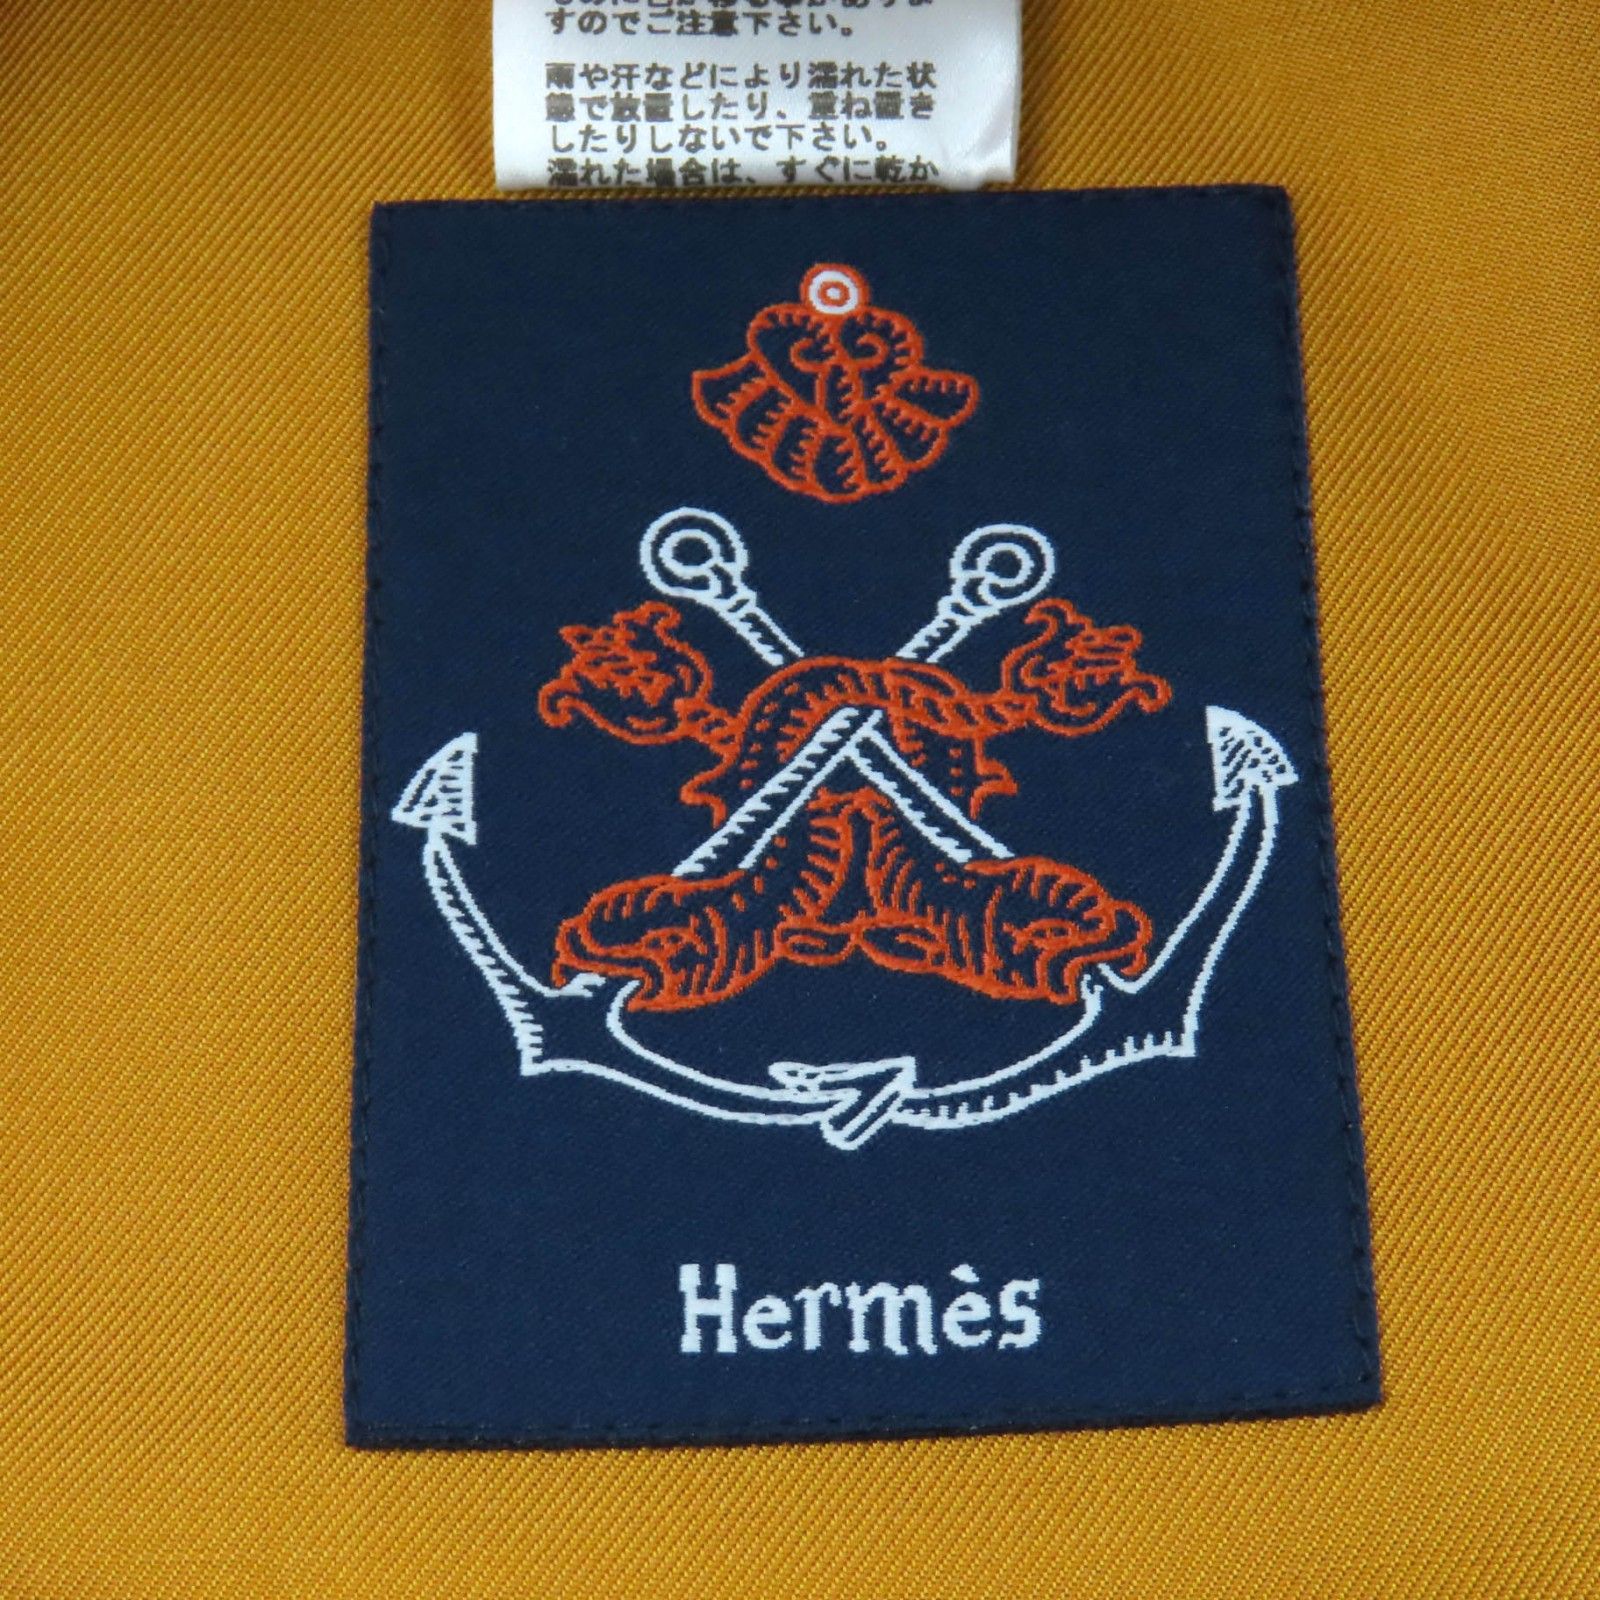 すのでご注意下さい。
雨や汗などにより濡れた状
態で放置したり、重ね置き
したりしないで下さい。
濡れた場合は、すぐに乾か
Hermès